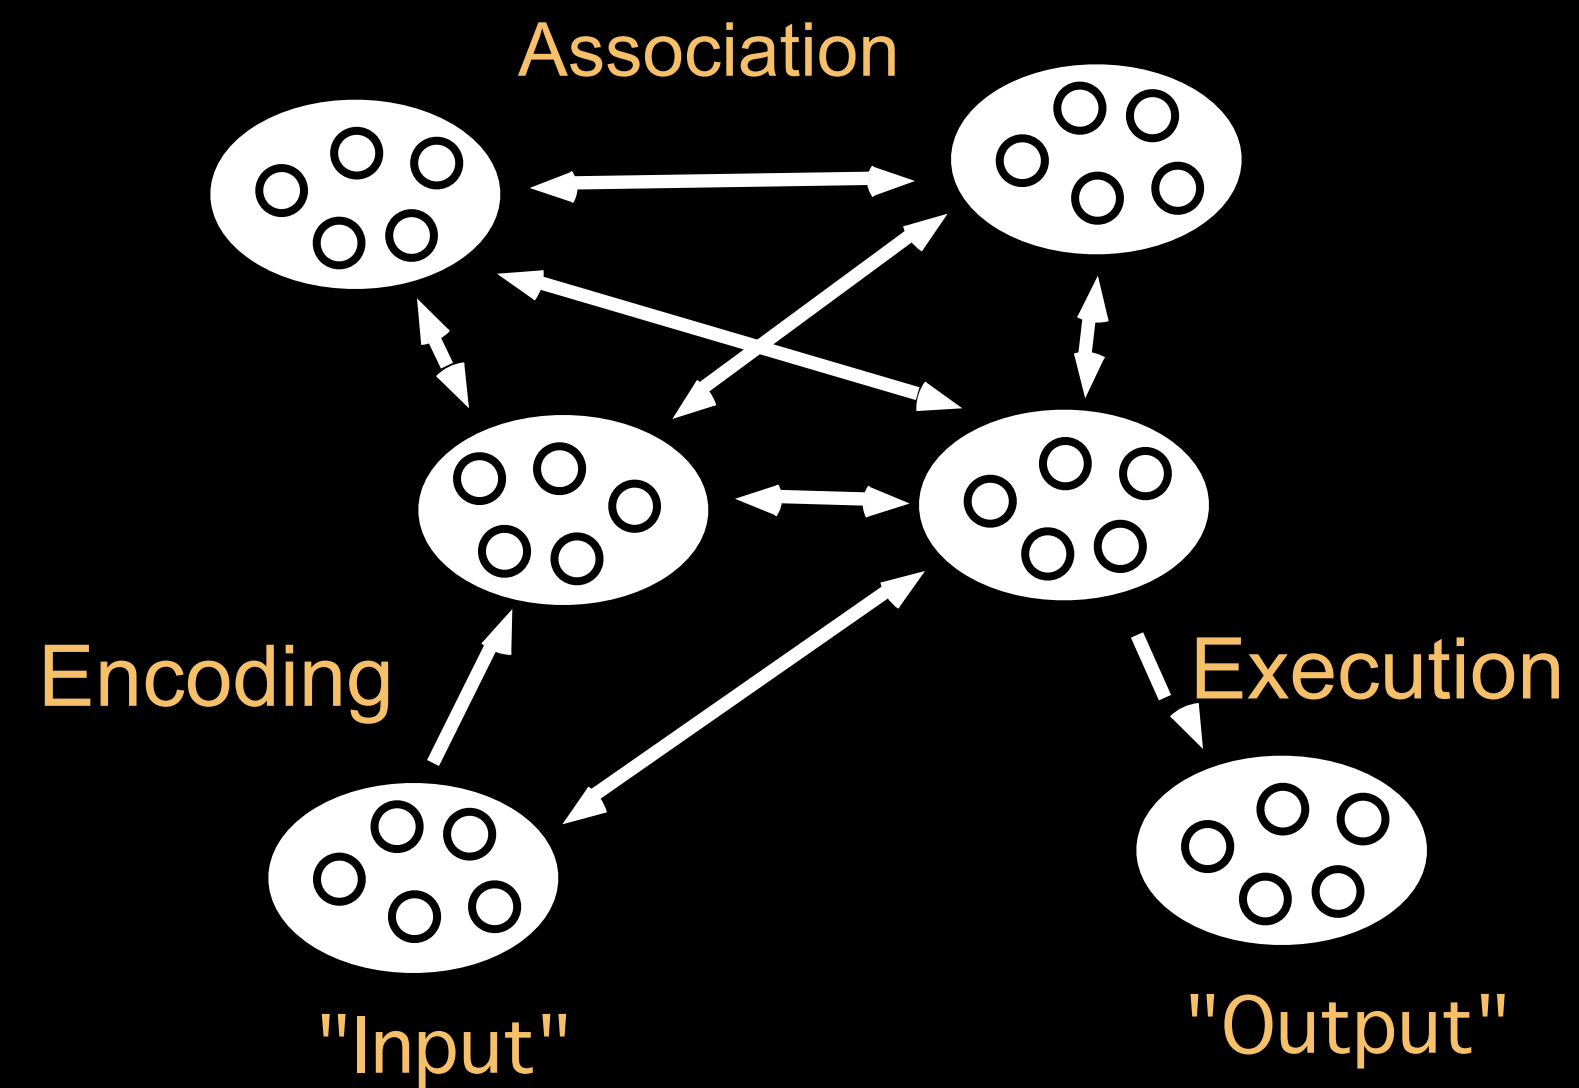 Association
Encoding
Execution
"Input"
"Output"